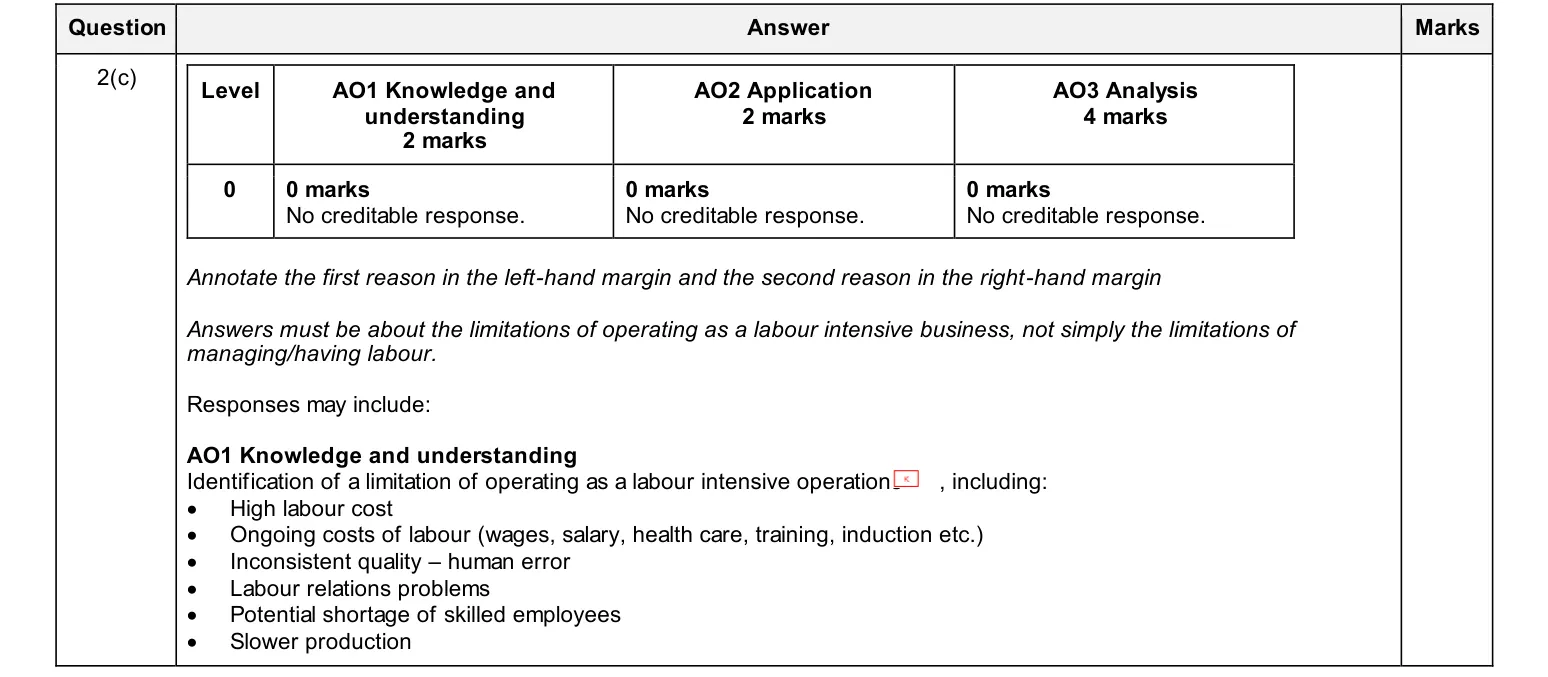 Question Answer Marks
2(c)
Level AO1 Knowledge and understanding 2 marks AO2 Application 2 marks AO3 Analysis 4 marks
0 0 marks No creditable response. 0 marks No creditable response. 0 marks No creditable response.
Annotate the first reason in the left-hand margin and the second reason in the right-hand margin
Answers must be about the limitations of operating as a labour intensive business, not simply the limitations of
managing/having labour.
Responses may include:
AO1 Knowledge and understanding
Identification of a limitation of operating as a labour intensive operation K , including:
• High labour cost
• Ongoing costs of labour (wages, salary, health care, training, induction etc.)
• Inconsistent quality – human error
• Labour relations problems
• Potential shortage of skilled employees
• Slower production